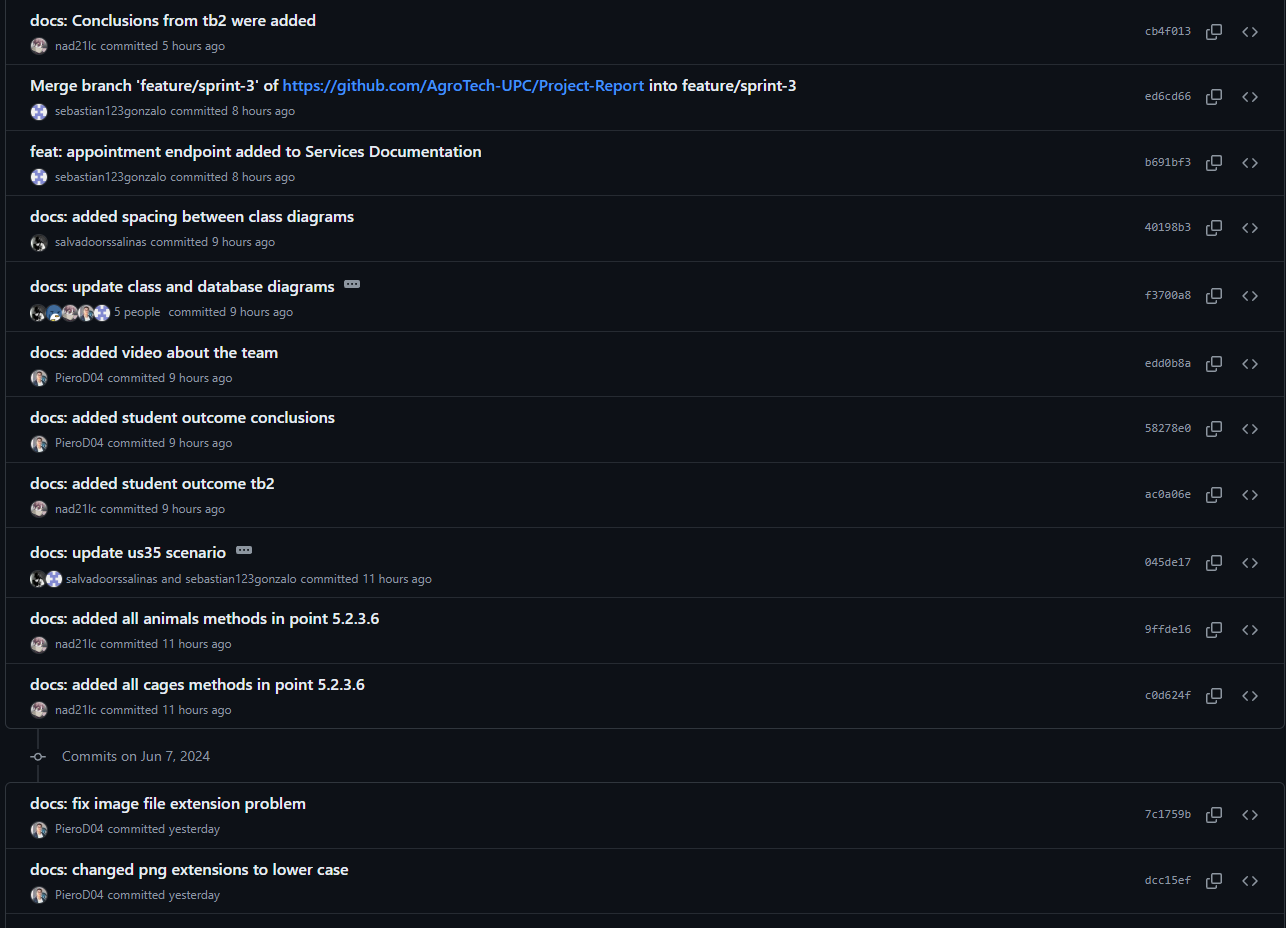 docs: Conclusions from tb2 were added
cb4f013
nad21lc committed 5 hours ago
Merge branch 'feature/sprint-3' of https://github.com/AgroTech-UPC/Project-Report into feature/sprint-3
ed6cd66
sebastian123gonzalo committed 8 hours ago
feat: appointment endpoint added to Services Documentation
b691bf3
sebastian123gonzalo committed 8 hours ago
docs: added spacing between class diagrams
40198b3
salvadoorssalinas committed 9 hours ago
docs: update class and database diagrams
f3700a8
5 people committed 9 hours ago
docs: added video about the team
edd0b8a
PieroD04 committed 9 hours ago
docs: added student outcome conclusions
58278e0
PieroD04 committed 9 hours ago
docs: added student outcome tb2
ac0a06e
nad21lc committed 9 hours ago
docs: update us35 scenario
045de17
salvadoorssalinas and sebastian123gonzalo committed 11 hours ago
docs: added all animals methods in point 5.2.3.6
9ffde16
nad21lc committed 11 hours ago
docs: added all cages methods in point 5.2.3.6
c0d624f
nad21lc committed 11 hours ago
Commits on Jun 7, 2024
docs: fix image file extension problem
7c1759b
PieroD04 committed yesterday
docs: changed png extensions to lower case
dcc15ef
PieroD04 committed yesterday